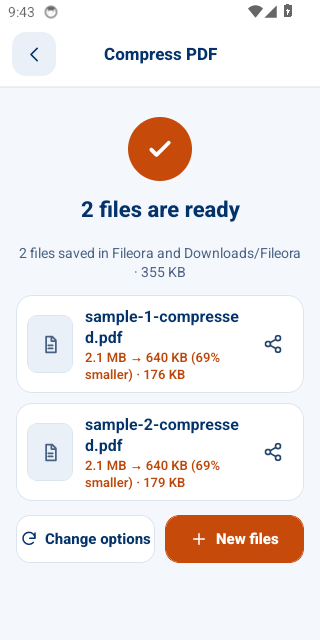 9:43
Compress PDF
2 files are ready
2 files saved in Fileora and Downloads/Fileora
· 355 KB
sample-1-compresse
d.pdf
2.1 MB → 640 KB (69%
smaller) · 176 KB
sample-2-compresse
d.pdf
2.1 MB → 640 KB (69%
smaller) · 179 KB
Change options
New files